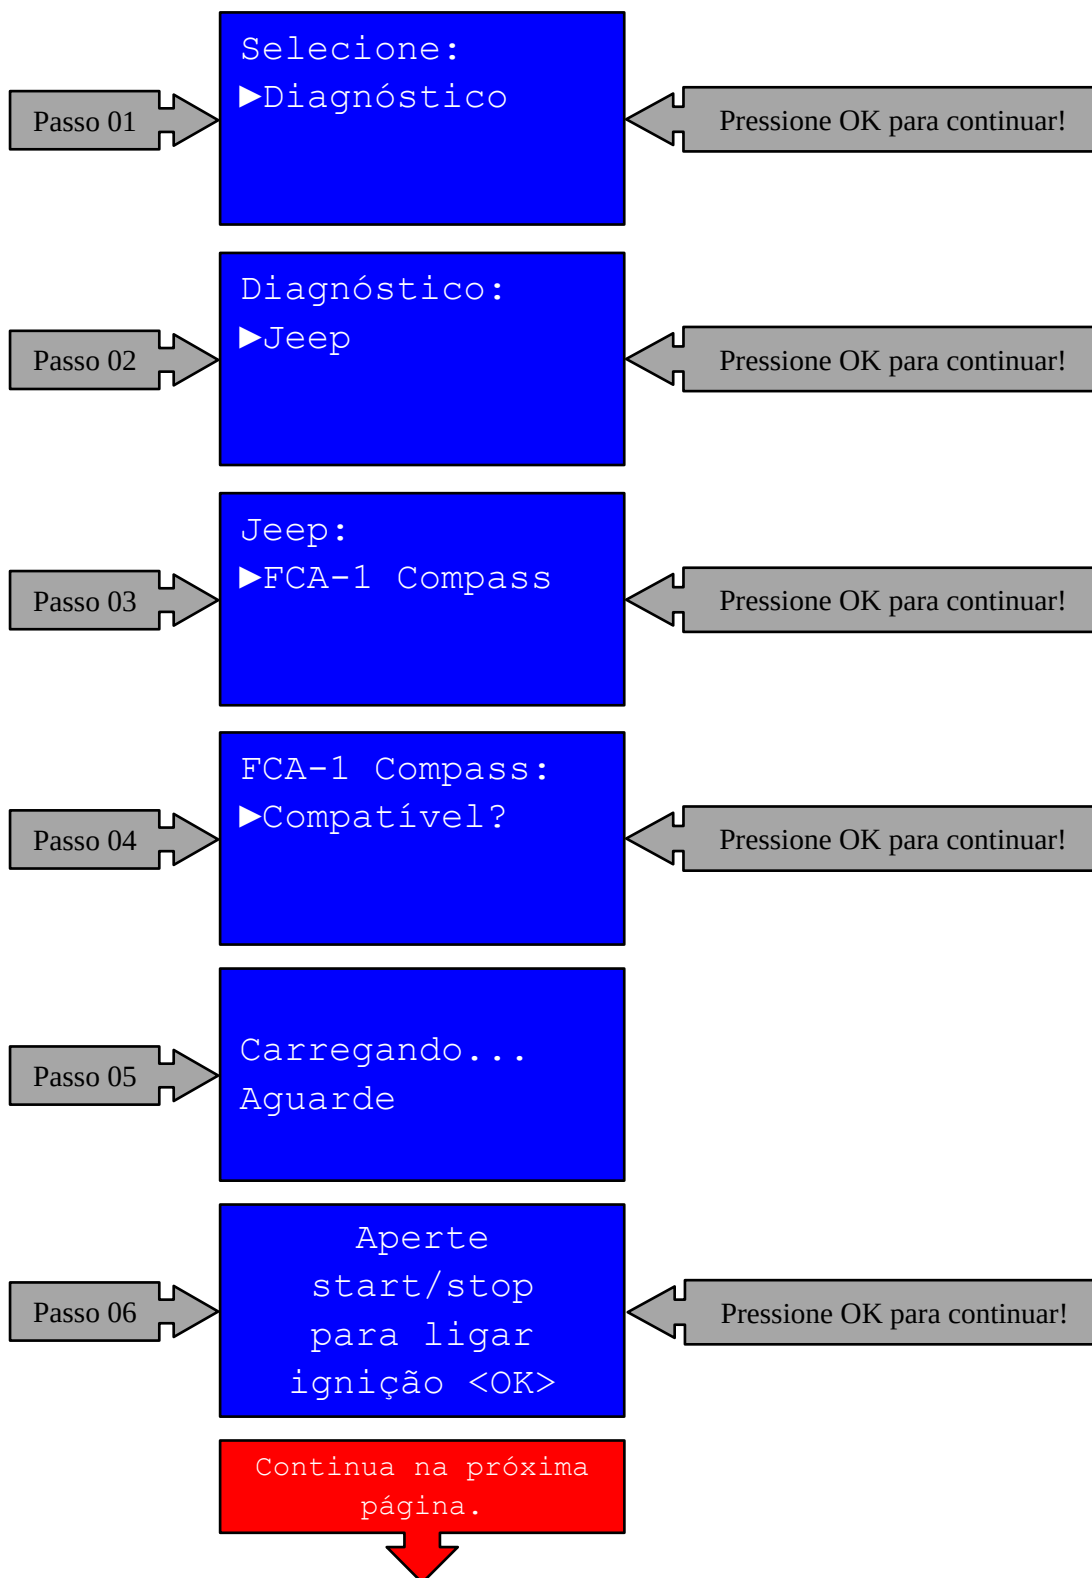 Selecione:
►Diagnóstico
Passo 01
Pressione OK para continuar!
Diagnóstico:
►Jeep
Passo 02
Pressione OK para continuar!
Jeep:
►FCA-1 Compass
Passo 03
Pressione OK para continuar!
FCA-1 Compass:
►Compatível?
Passo 04
Pressione OK para continuar!
Carregando...
Aguarde
Passo 05
Aperte
start/stop
para ligar
ignição <OK>
Passo 06
Pressione OK para continuar!
Continua na próxima
página.